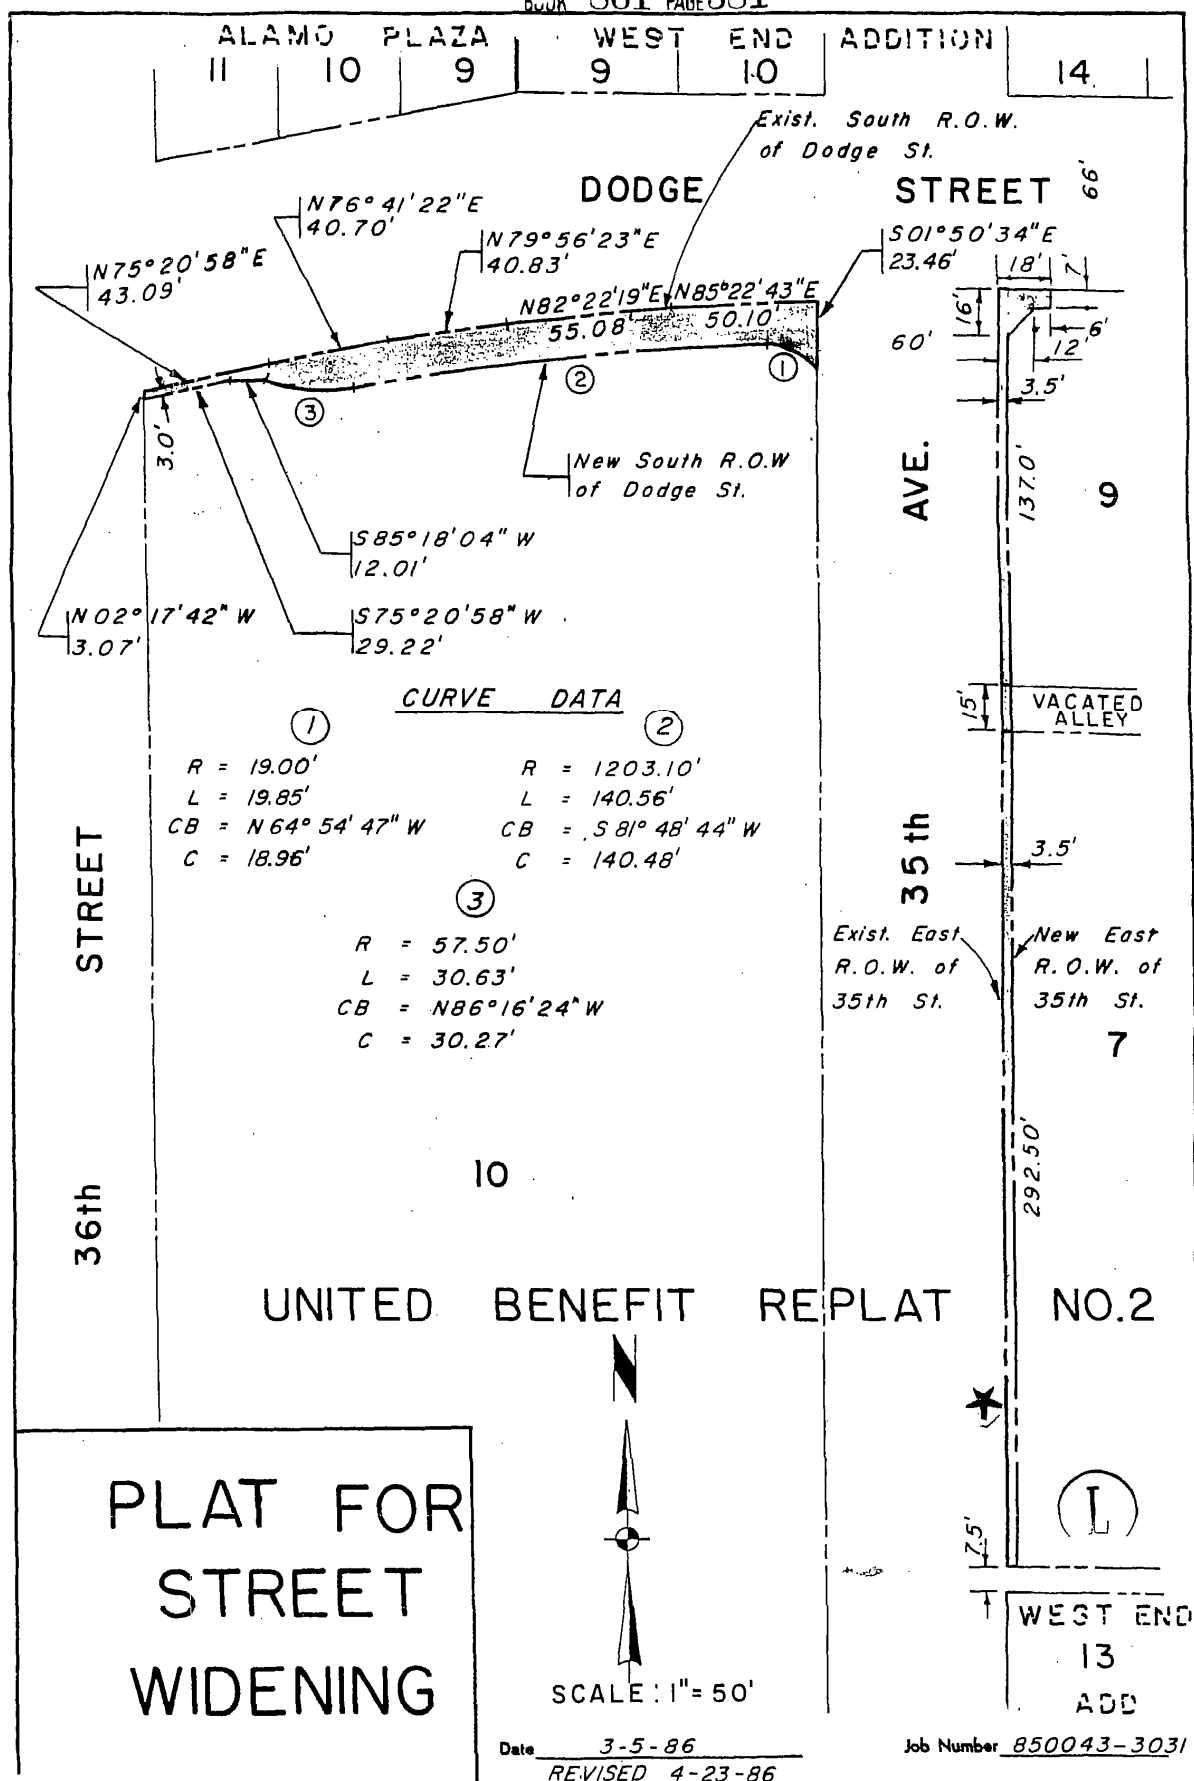 BOOK 561 PAGE 551
ALAMO PLAZA WEST END ADDITION
11 10 9 9 10 14
Exist. South R.O.W.
of Dodge St.
DODGE STREET 66'
N76°41'22"E
40.70'
N79°56'23"E
40.83'
S01°50'34"E
23.46'
N75°20'58"E
43.09'
18' 7'
N82°22'19"E N85°22'43"E
55.08' 50.10'
16' 60' 6'
12'
3.5'
1
2
3
3.0'
New South R.O.W
of Dodge St.
AVE.
137.0'
9
S85°18'04" W
12.01'
N02°17'42" W
3.07'
S75°20'58" W
29.22'
CURVE DATA
15'
VACATED
ALLEY
1
R = 19.00'
L = 19.85'
CB = N64°54'47" W
C = 18.96'
2
R = 1203.10'
L = 140.56'
CB = S81°48'44" W
C = 140.48'
3
R = 57.50'
L = 30.63'
CB = N86°16'24" W
C = 30.27'
35th
3.5'
Exist. East
R.O.W. of
35th St.
New East
R.O.W. of
35th St.
7
STREET
36th
10
292.50'
UNITED BENEFIT REPLAT NO.2
N
PLAT FOR
STREET
WIDENING
L
7.5'
WEST END
13
ADD
SCALE: 1"=50'
Date 3-5-86
REVISED 4-23-86
Job Number 850043-3031